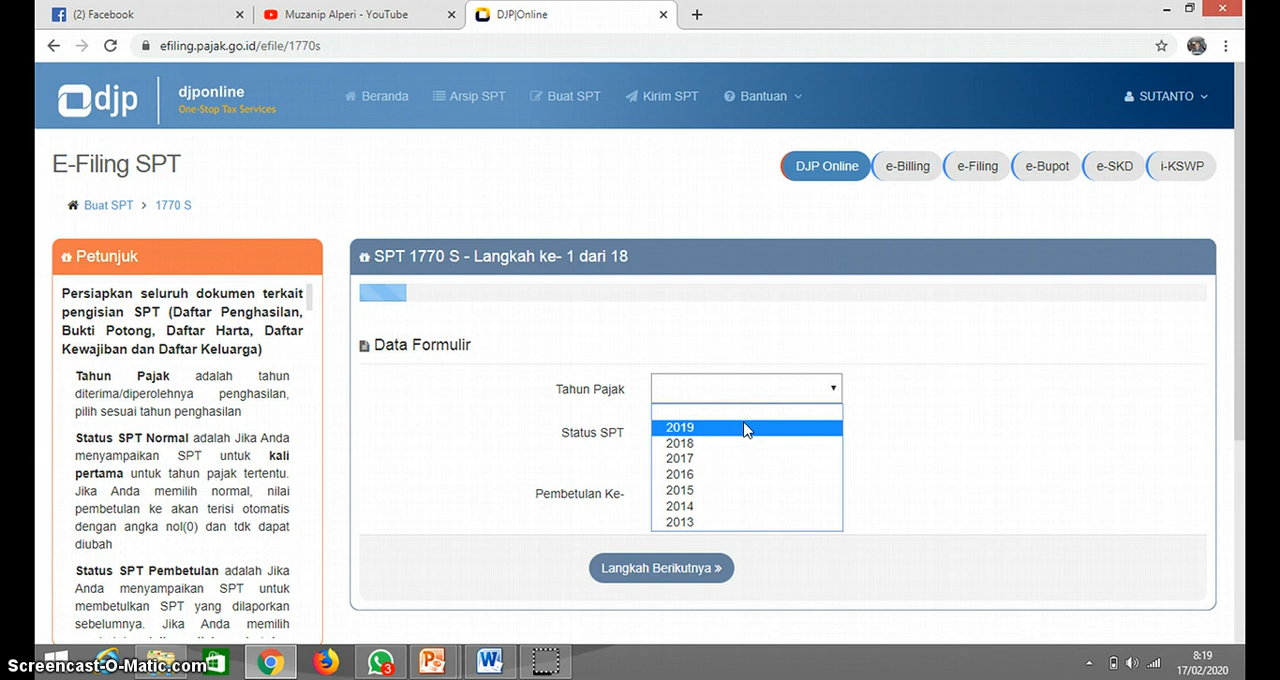 (2) Facebook
Muzanip Alperi - YouTube
DJP|Online
efiling.pajak.go.id/efile/1770s
djp
djponline
One-Stop Tax Services
Beranda
Arsip SPT
Buat SPT
Kirim SPT
Bantuan
SUTANTO
E-Filing SPT
DJP Online
e-Billing
e-Filing
e-Bupot
e-SKD
i-KSWP
Buat SPT > 1770 S
Petunjuk
Persiapkan seluruh dokumen terkait
pengisian SPT (Daftar Penghasilan,
Bukti Potong, Daftar Harta, Daftar
Kewajiban dan Daftar Keluarga)
Tahun Pajak adalah tahun
diterima/diperolehnya penghasilan,
pilih sesuai tahun penghasilan
Status SPT Normal adalah Jika Anda
menyampaikan SPT untuk kali
pertama untuk tahun pajak tertentu.
Jika Anda memilih normal, nilai
pembetulan ke akan terisi otomatis
dengan angka nol(0) dan tdk dapat
diubah
Status SPT Pembetulan adalah Jika
Anda menyampaikan SPT untuk
membetulkan SPT yang dilaporkan
sebelumnya. Jika Anda memilih
SPT 1770 S - Langkah ke- 1 dari 18
Data Formulir
Tahun Pajak
2019
Status SPT
2018
2017
2016
2015
Pembetulan Ke-
2014
2013
Langkah Berikutnya »
Screencast-O-Matic.com
3
8:19
17/02/2020